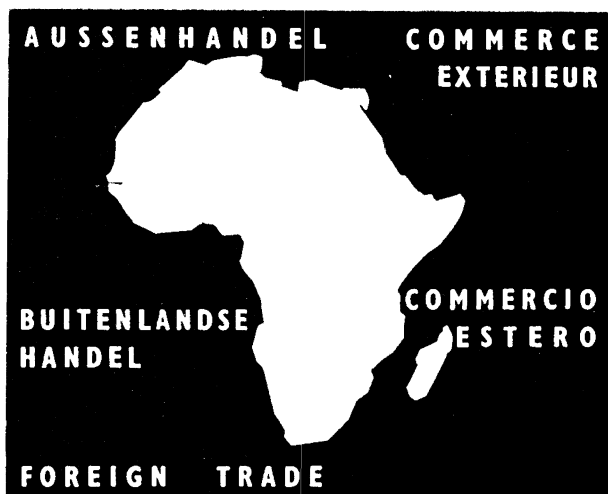 AUSSENHANDEL
COMMERCE
EXTERIEUR
BUITENLANDSE
HANDEL
COMMERCIO
ESTERO
FOREIGN TRADE